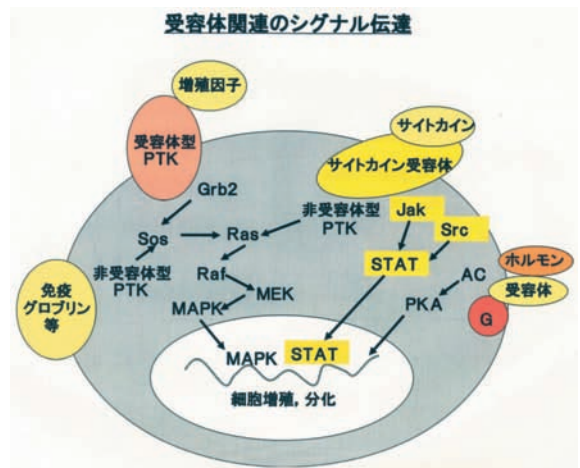 受容体関連のシグナル伝達
増殖因子
受容体型
PTK
サイトカイン
サイトカイン受容体
Grb2
非受容体型
PTK
Jak
Src
Sos
Ras
STAT
ホルモン
受容体
AC
G
非受容体型
PTK
Raf
MEK
PKA
免疫
グロブリン
等
MAPK
MAPK
STAT
細胞増殖，分化